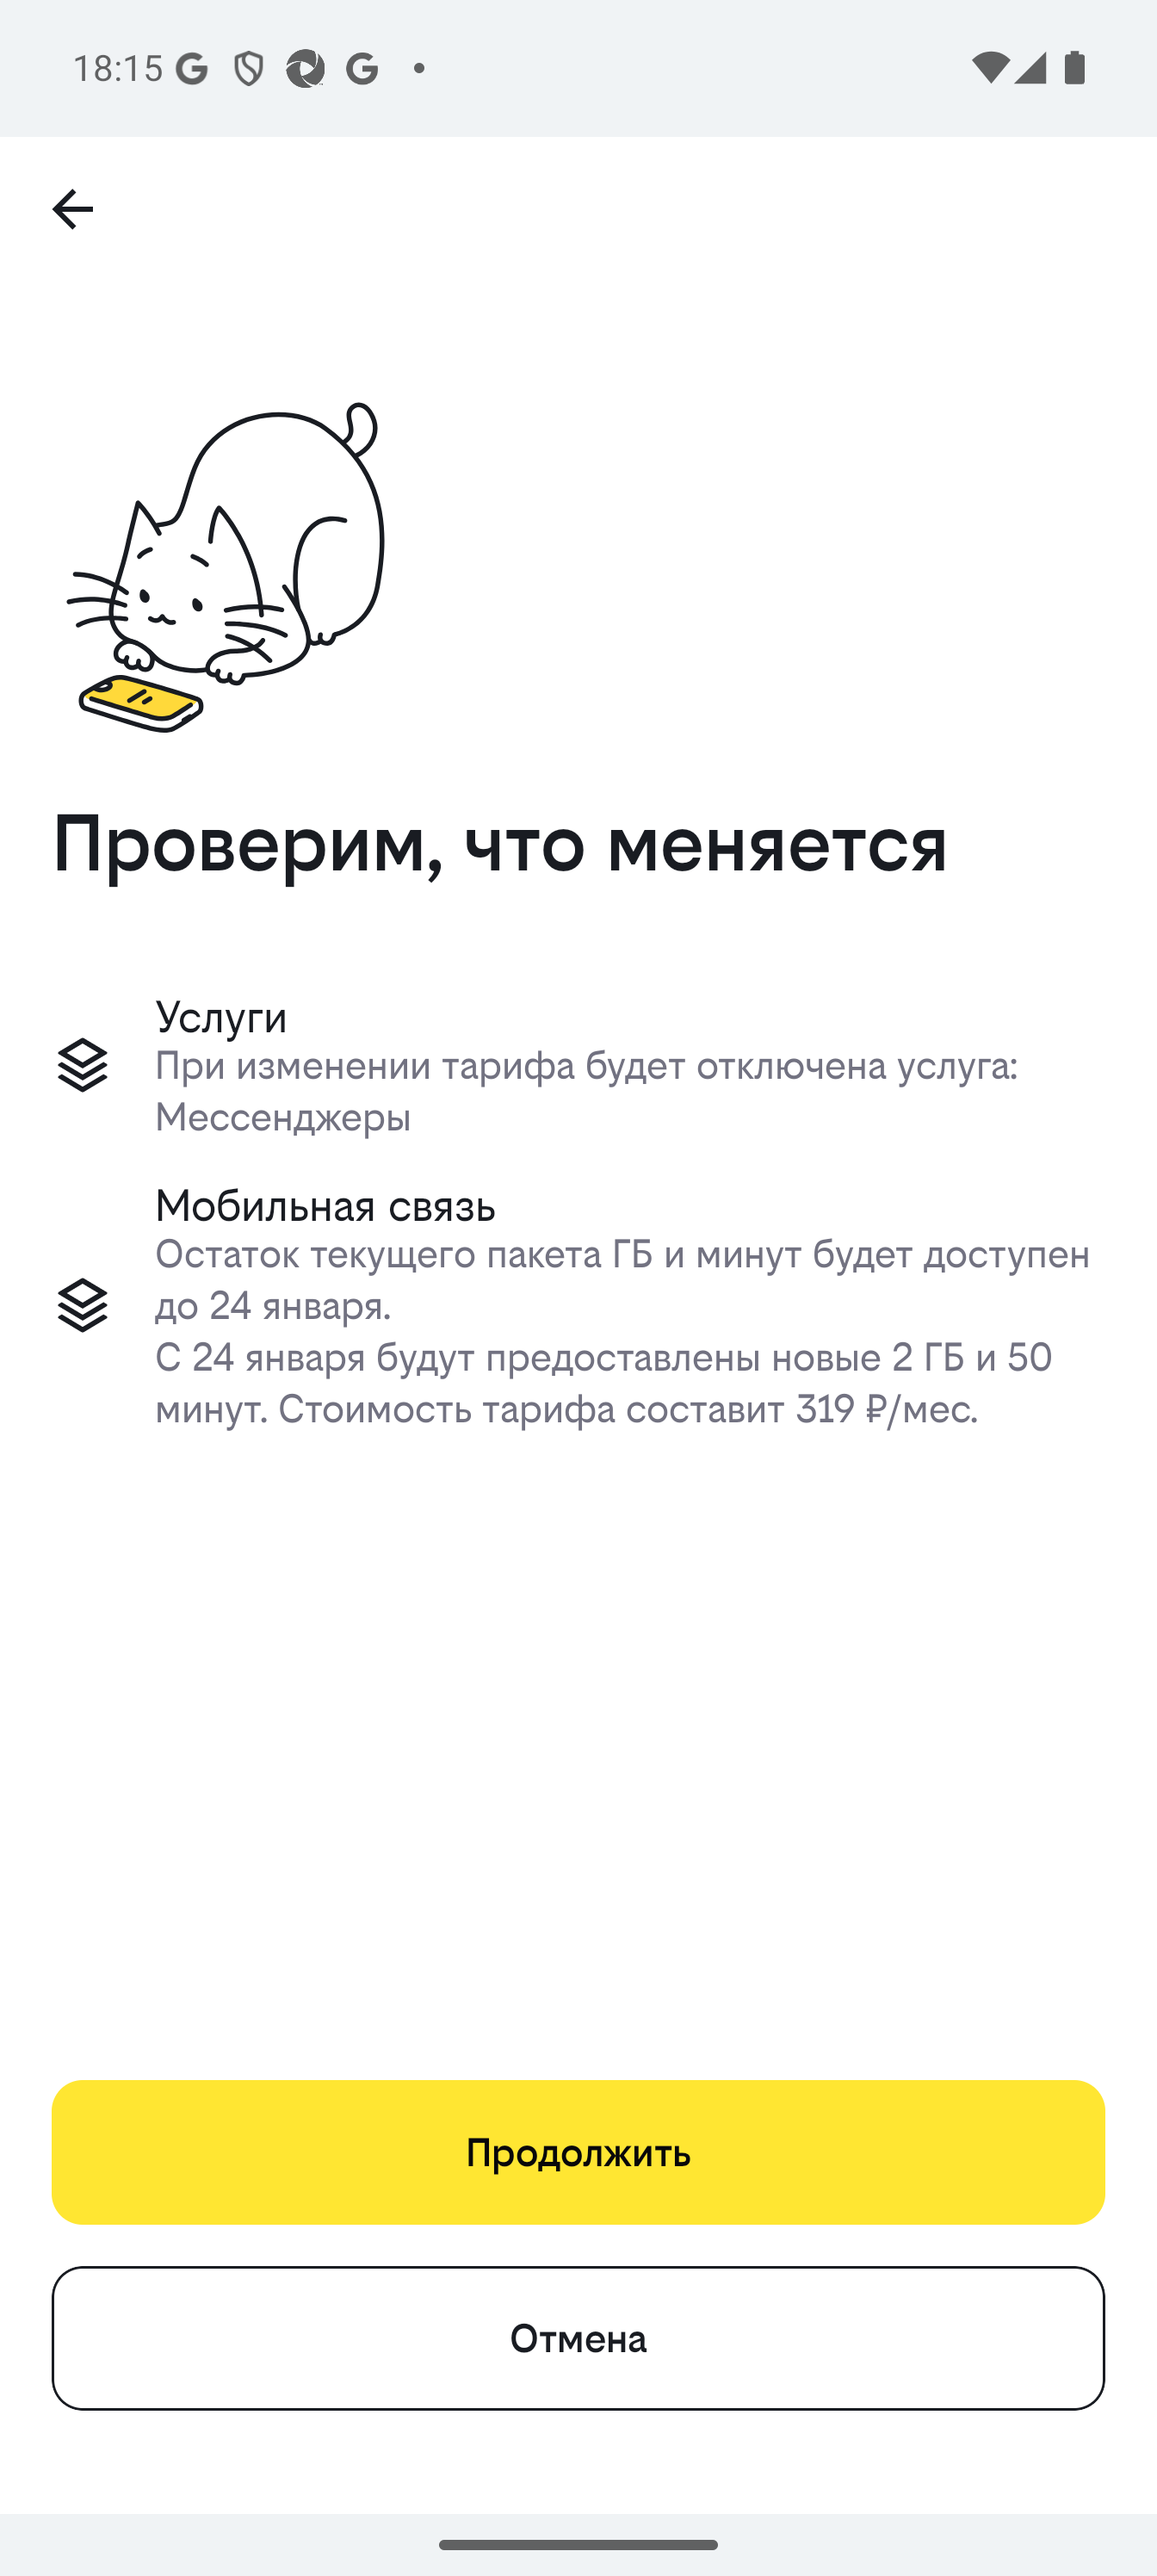 18:15
Проверим, что меняется
Услуги
При изменении тарифа будет отключена услуга:
Мессенджеры
Мобильная связь
Остаток текущего пакета ГБ и минут будет доступен
до 24 января.
С 24 января будут предоставлены новые 2 ГБ и 50
минут. Стоимость тарифа составит 319 ₽/мес.
Продолжить
Отмена